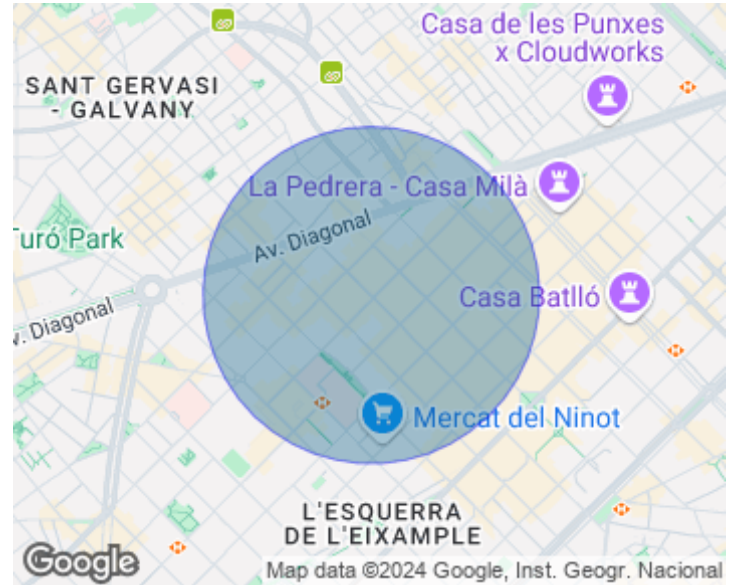 Casa de les Punxes
x Cloudworks
SANT GERVASI
- GALVANY
La Pedrera - Casa Milà
Turó Park
Av. Diagonal
Casa Batlló
v. Diagonal
Mercat del Ninot
L'ESQUERRA
DE L'EIXAMPLE
Google
Map data ©2024 Google, Inst. Geogr. Nacional